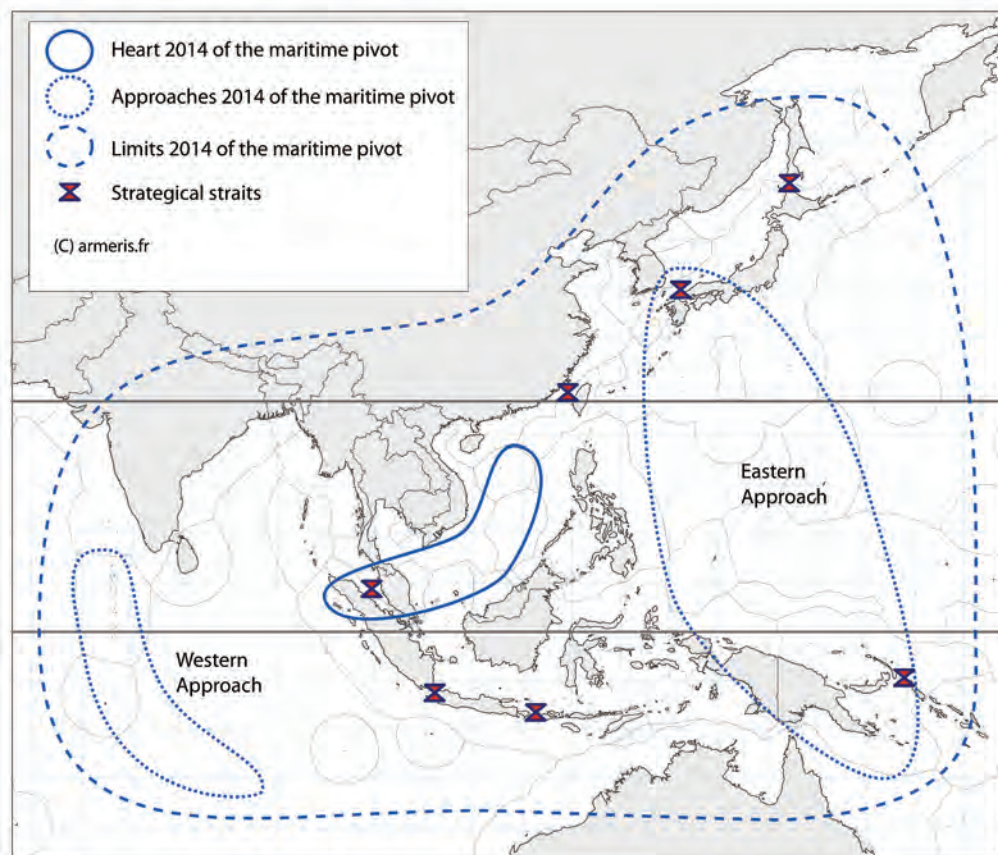 Heart 2014 of the maritime pivot
Approaches 2014 of the maritime pivot
Limits 2014 of the maritime pivot
Strategical straits
(C) armeris.fr
Eastern
Approach
Western
Approach